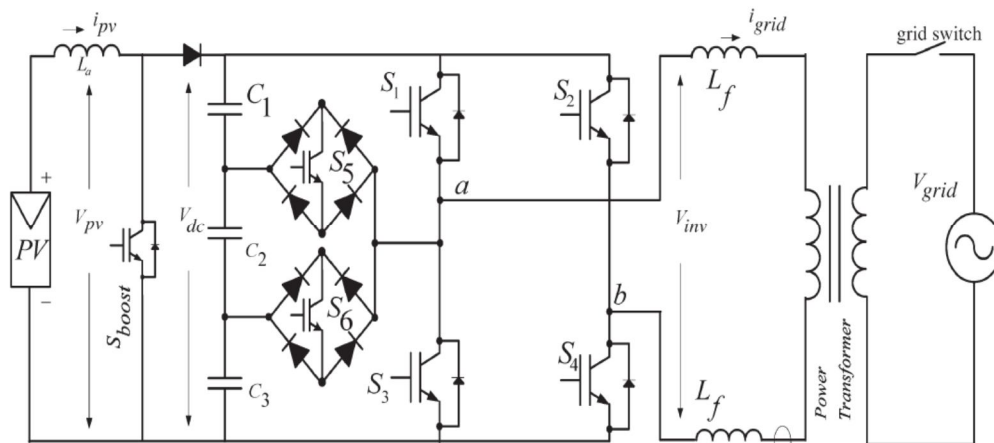 i_pv
L_a
i_grid
grid switch
L_f
C_1
S_1
S_2
S_5
a
+
PV
−
V_pv
V_dc
V_inv
V_grid
S_boost
C_2
S_6
b
C_3
S_3
S_4
L_f
Power
Transformer